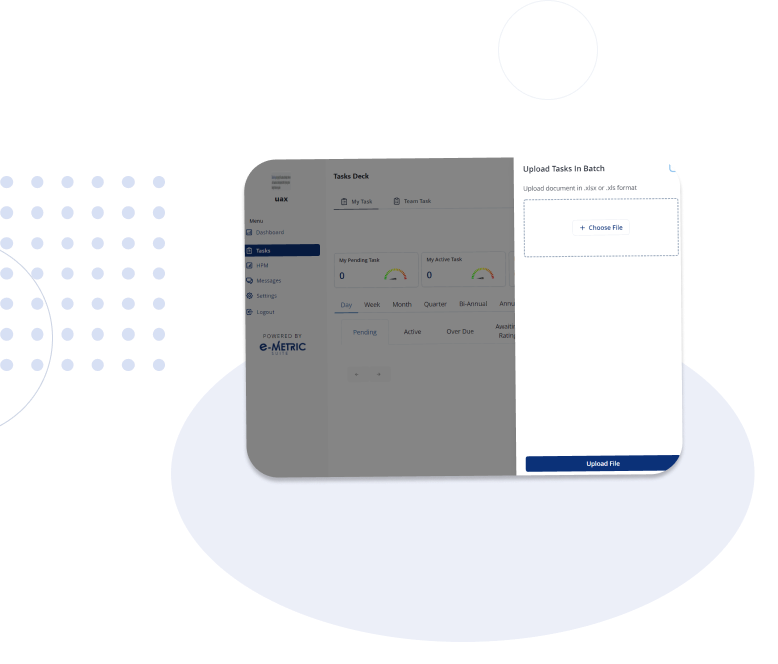 uax
Menu
Dashboard
Tasks
HPM
Messages
Settings
Logout
POWERED BY
e-METRIC
SUITE
Tasks Deck
My Task
Team Task
My Pending Task
0
My Active Task
0
Day Week Month Quarter Bi-Annual Annu
Pending Active Over Due Awaiti
Rating
Upload Tasks In Batch
Upload document in .xlsx or .xls format
+ Choose File
Upload File